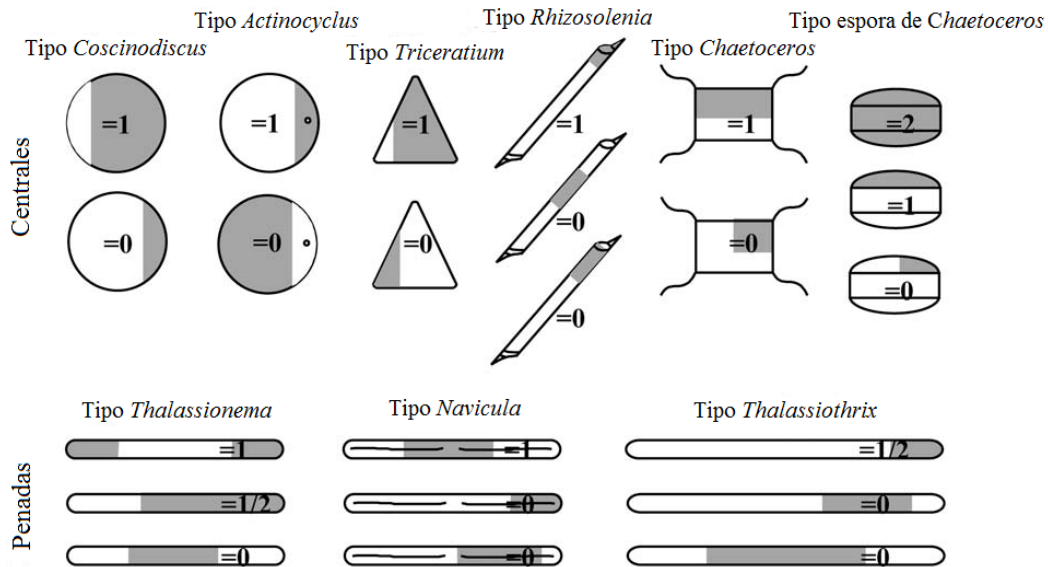 Tipo Actinocyclus
Tipo Rhizosolenia
Tipo espora de Chaetoceros
Tipo Coscinodiscus
Tipo Triceratium
Tipo Chaetoceros
Centrales
=1
=1
=1
=1
=1
=2
=0
=0
=0
=0
=0
=1
=0
=0
Tipo Thalassionema
Tipo Navicula
Tipo Thalassiothrix
Penadas
=1
=1
=1/2
=1/2
=0
=0
=0
=0
=0